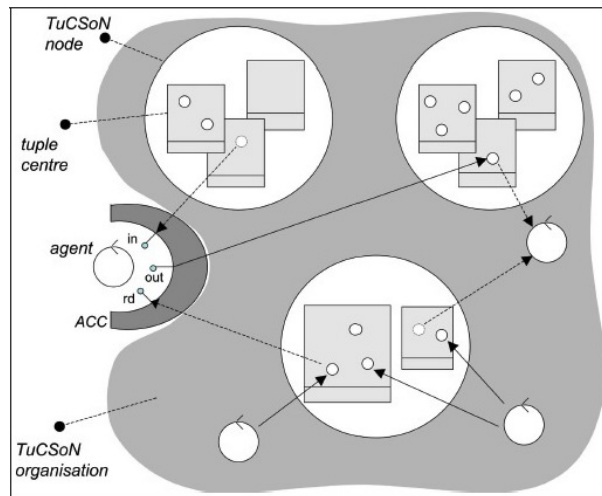 TuCSoN
node
tuple
centre
agent
in
out
rd
ACC
TuCSoN
organisation